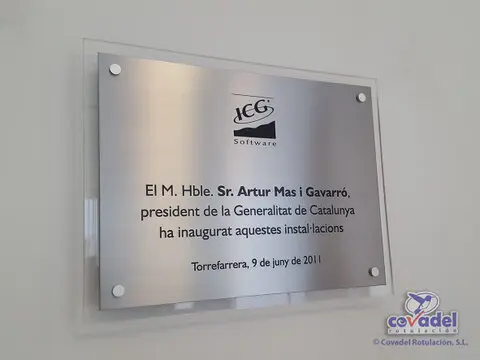 ICG
Software
El M. Hble. Sr. Artur Mas i Gavarró,
president de la Generalitat de Catalunya
ha inaugurat aquestes instal·lacions
Torrefarrera, 9 de juny de 2011
covadel
rotulación
© Covadel Rotulación, S.L.